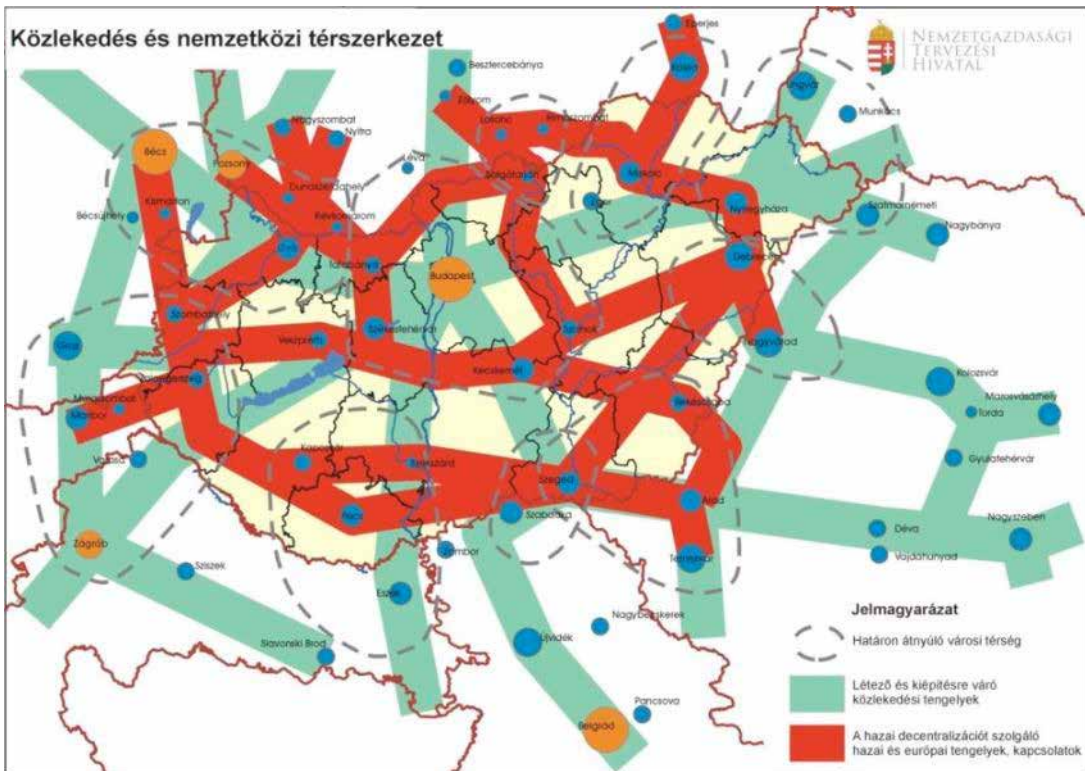 Közlekedés és nemzetközi térszerkezet
NEMZETGAZDASÁGI
TERVEZÉSI
HIVATAL
Eperjes
Kassa
Besztercebánya
Zólyom
Ungvár
Munkács
Nagyszombat
Nyitra
Losonc
Rimaszombat
Bécs
Pozsony
Léva
Salgótarján
Miskolc
Dunaszerdahely
Kismarton
Eger
Nyíregyháza
Szatmárnémeti
Bécsújhely
Révkomárom
Nagybánya
Győr
Tatabánya
Budapest
Debrecen
Szombathely
Székesfehérvár
Szolnok
Graz
Veszprém
Nagyvárad
Kecskemét
Zalaegerszeg
Kolozsvár
Marosvásárhely
Muraszombat
Békéscsaba
Torda
Maribor
Varasd
Kaposvár
Szekszárd
Gyulafehérvár
Szeged
Arad
Pécs
Szabadka
Déva
Nagyszeben
Zágráb
Zombor
Temesvár
Vajdahunyad
Sziszek
Eszék
Nagybecskerek
Újvidék
Slavonski Brod
Pancsova
Belgrád
Jelmagyarázat
Határon átnyúló városi térség
Létező és kiépítésre váró
közlekedési tengelyek
A hazai decentralizációt szolgáló
hazai és európai tengelyek, kapcsolatok